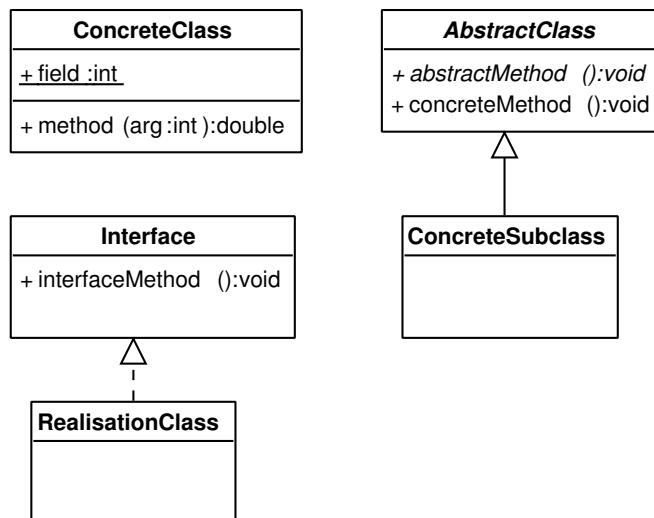 ConcreteClass
+ field :int
+ method (arg :int ):double
AbstractClass
+ abstractMethod ():void
+ concreteMethod ():void
Interface
+ interfaceMethod ():void
ConcreteSubclass
RealisationClass